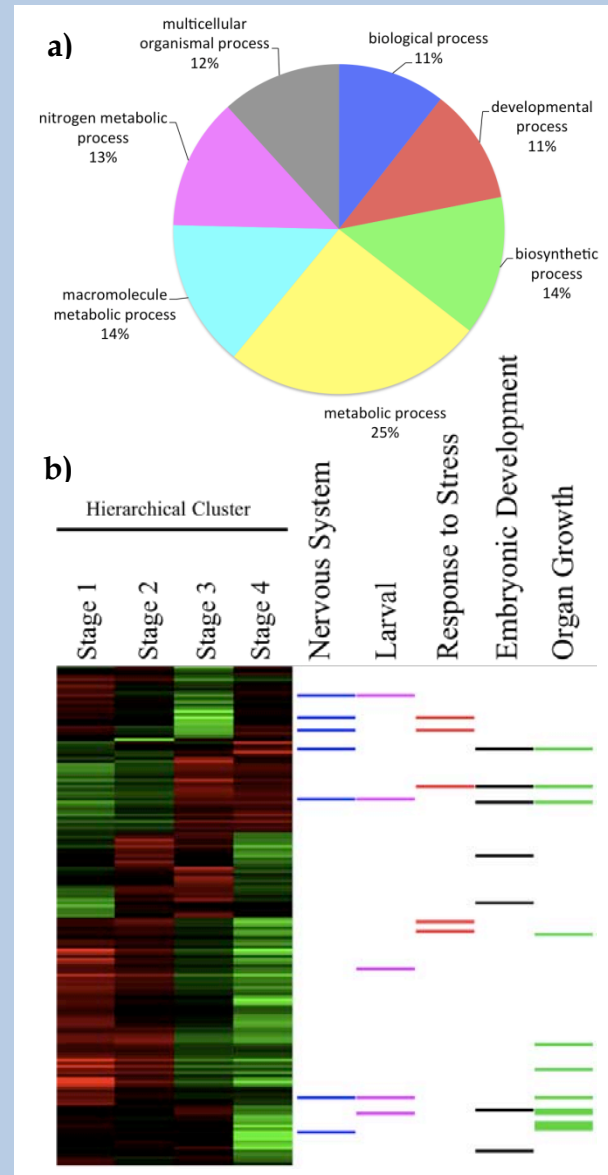 a)
multicellular
organismal process
12%
biological process
11%
developmental
process
11%
nitrogen metabolic
process
13%
biosynthetic
process
14%
macromolecule
metabolic process
14%
metabolic process
25%
b)
Hierarchical Cluster
Stage 1
Stage 2
Stage 3
Stage 4
Nervous System
Larval
Response to Stress
Embryonic Development
Organ Growth